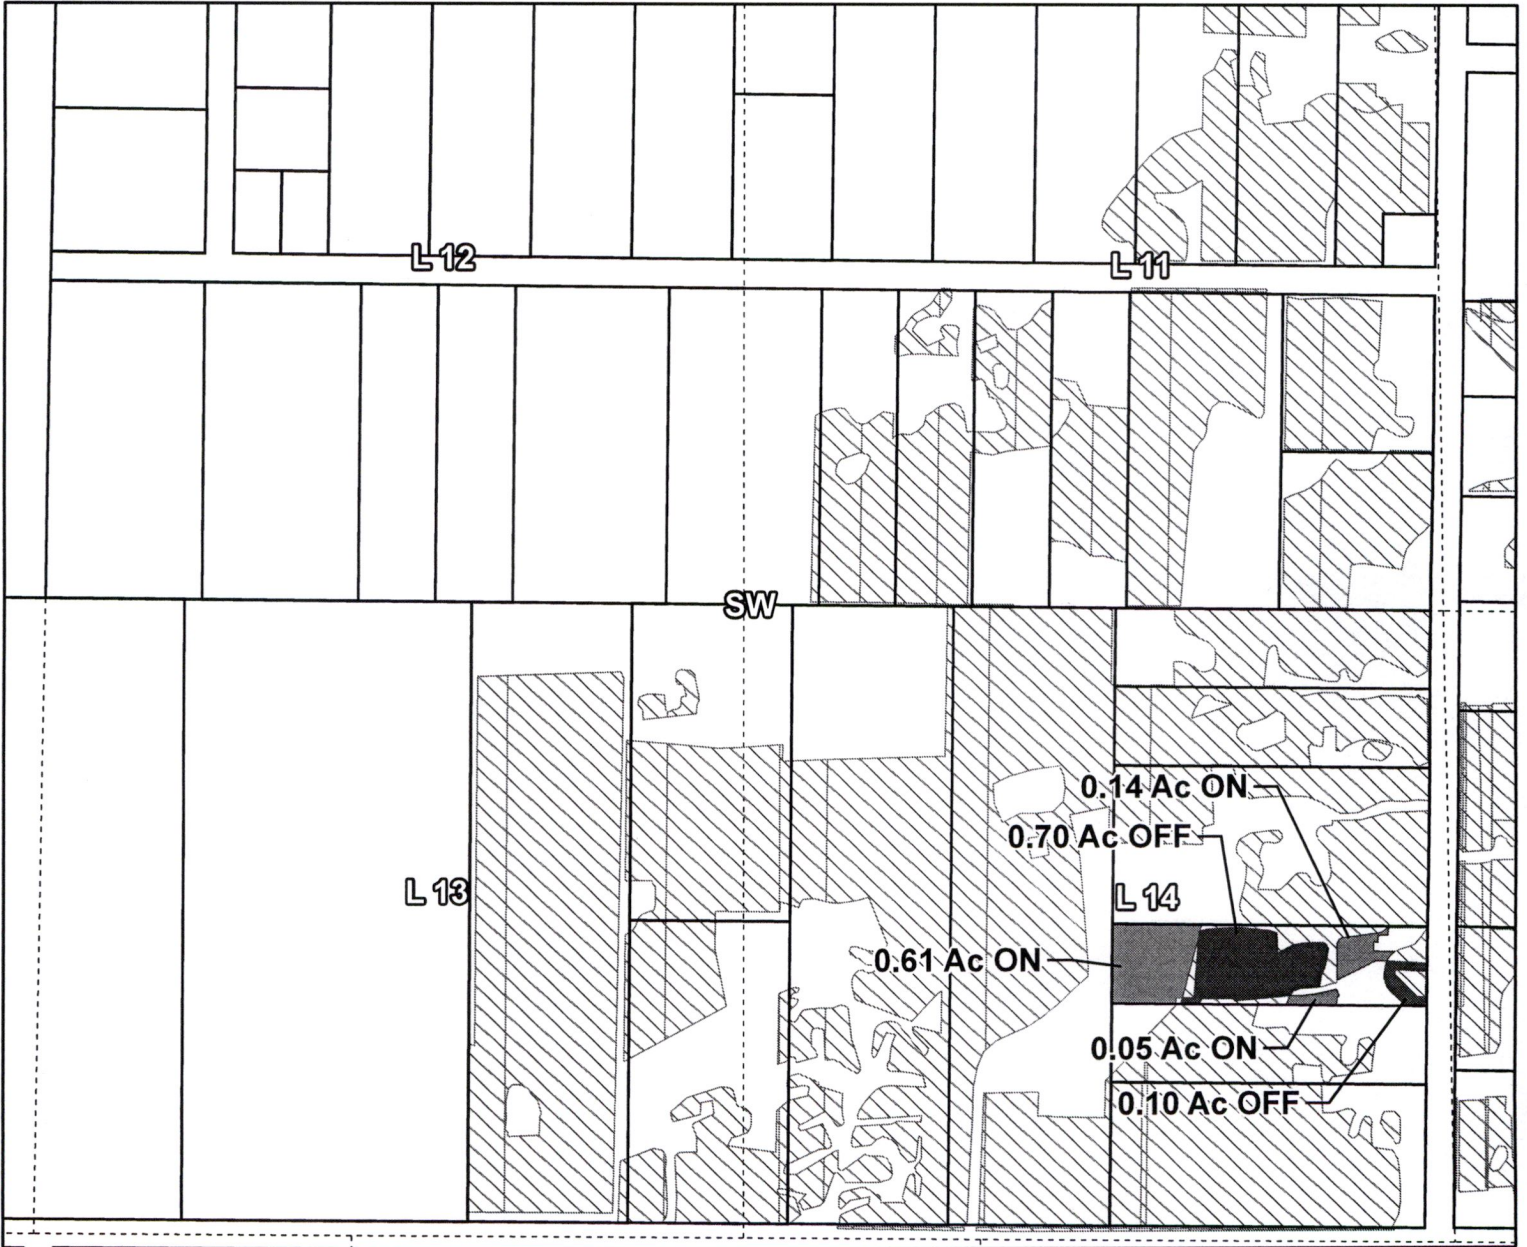 L 12
L 11
SW
0.14 Ac ON
0.70 Ac OFF
L 13
L 14
0.61 Ac ON
0.05 Ac ON
0.10 Ac OFF